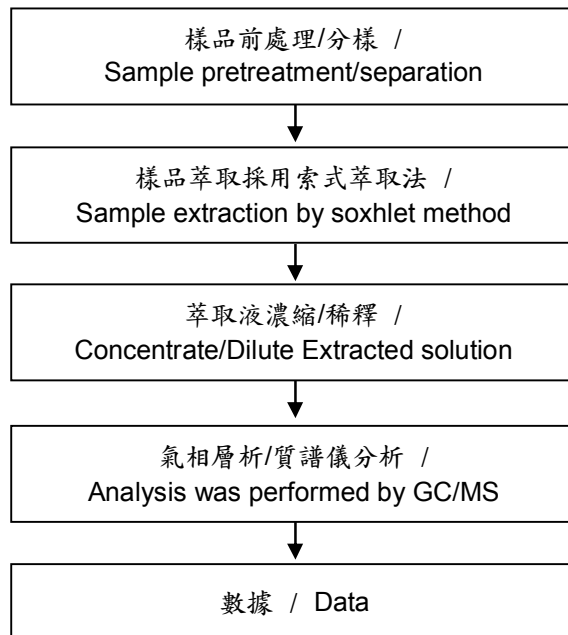 樣品前處理/分樣 /
Sample pretreatment/separation
樣品萃取採用索式萃取法 /
Sample extraction by soxhlet method
萃取液濃縮/稀釋 /
Concentrate/Dilute Extracted solution
氣相層析/質譜儀分析 /
Analysis was performed by GC/MS
數據 / Data